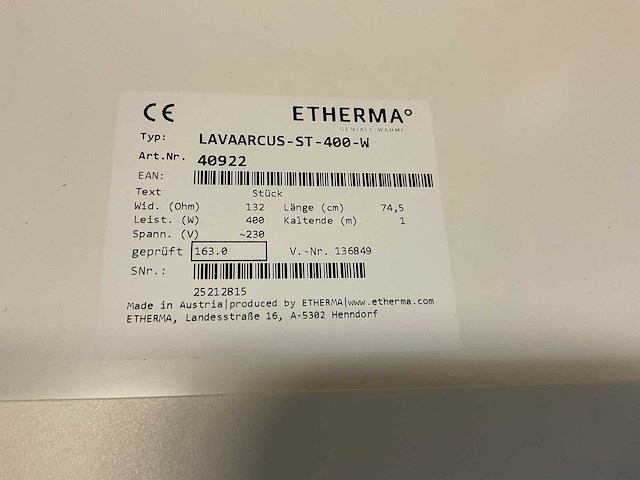 CE ETHERMA°
GENIALE WÄRME
Typ: LAVAARCUS-ST-400-W
Art.Nr. 40922
EAN:
Text Stück
Wid. (Ohm) 132 Länge (cm) 74,5
Leist. (W) 400 Kaltende (m) 1
Spann. (V) ~230
geprüft 163.0 V.-Nr. 136849
SNr.:
25212815
Made in Austria|produced by ETHERMA|www.etherma.com
ETHERMA, Landesstraße 16, A-5302 Henndorf